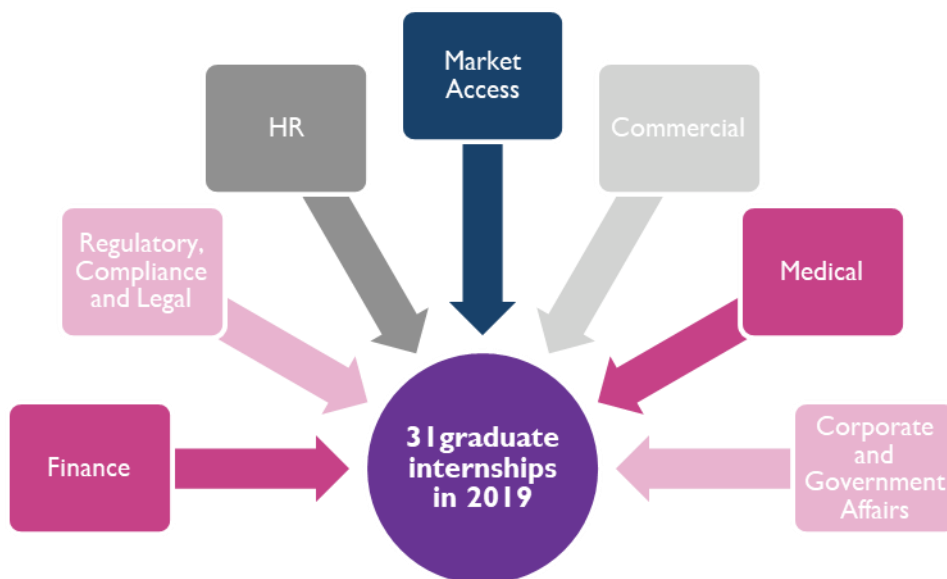 Market
Access
HR
Commercial
Regulatory,
Compliance
and Legal
Medical
Finance
31graduate
internships
in 2019
Corporate
and
Government
Affairs